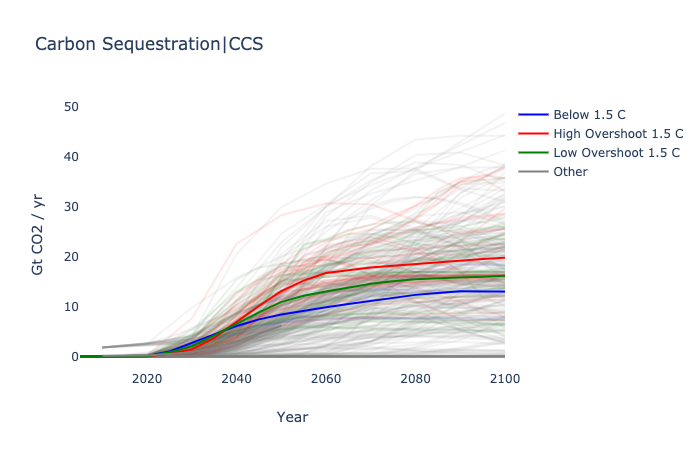 Carbon Sequestration|CCS
50
40
30
20
10
0
Gt CO2 / yr
2020
2040
2060
2080
2100
Year
Below 1.5 C
High Overshoot 1.5 C
Low Overshoot 1.5 C
Other